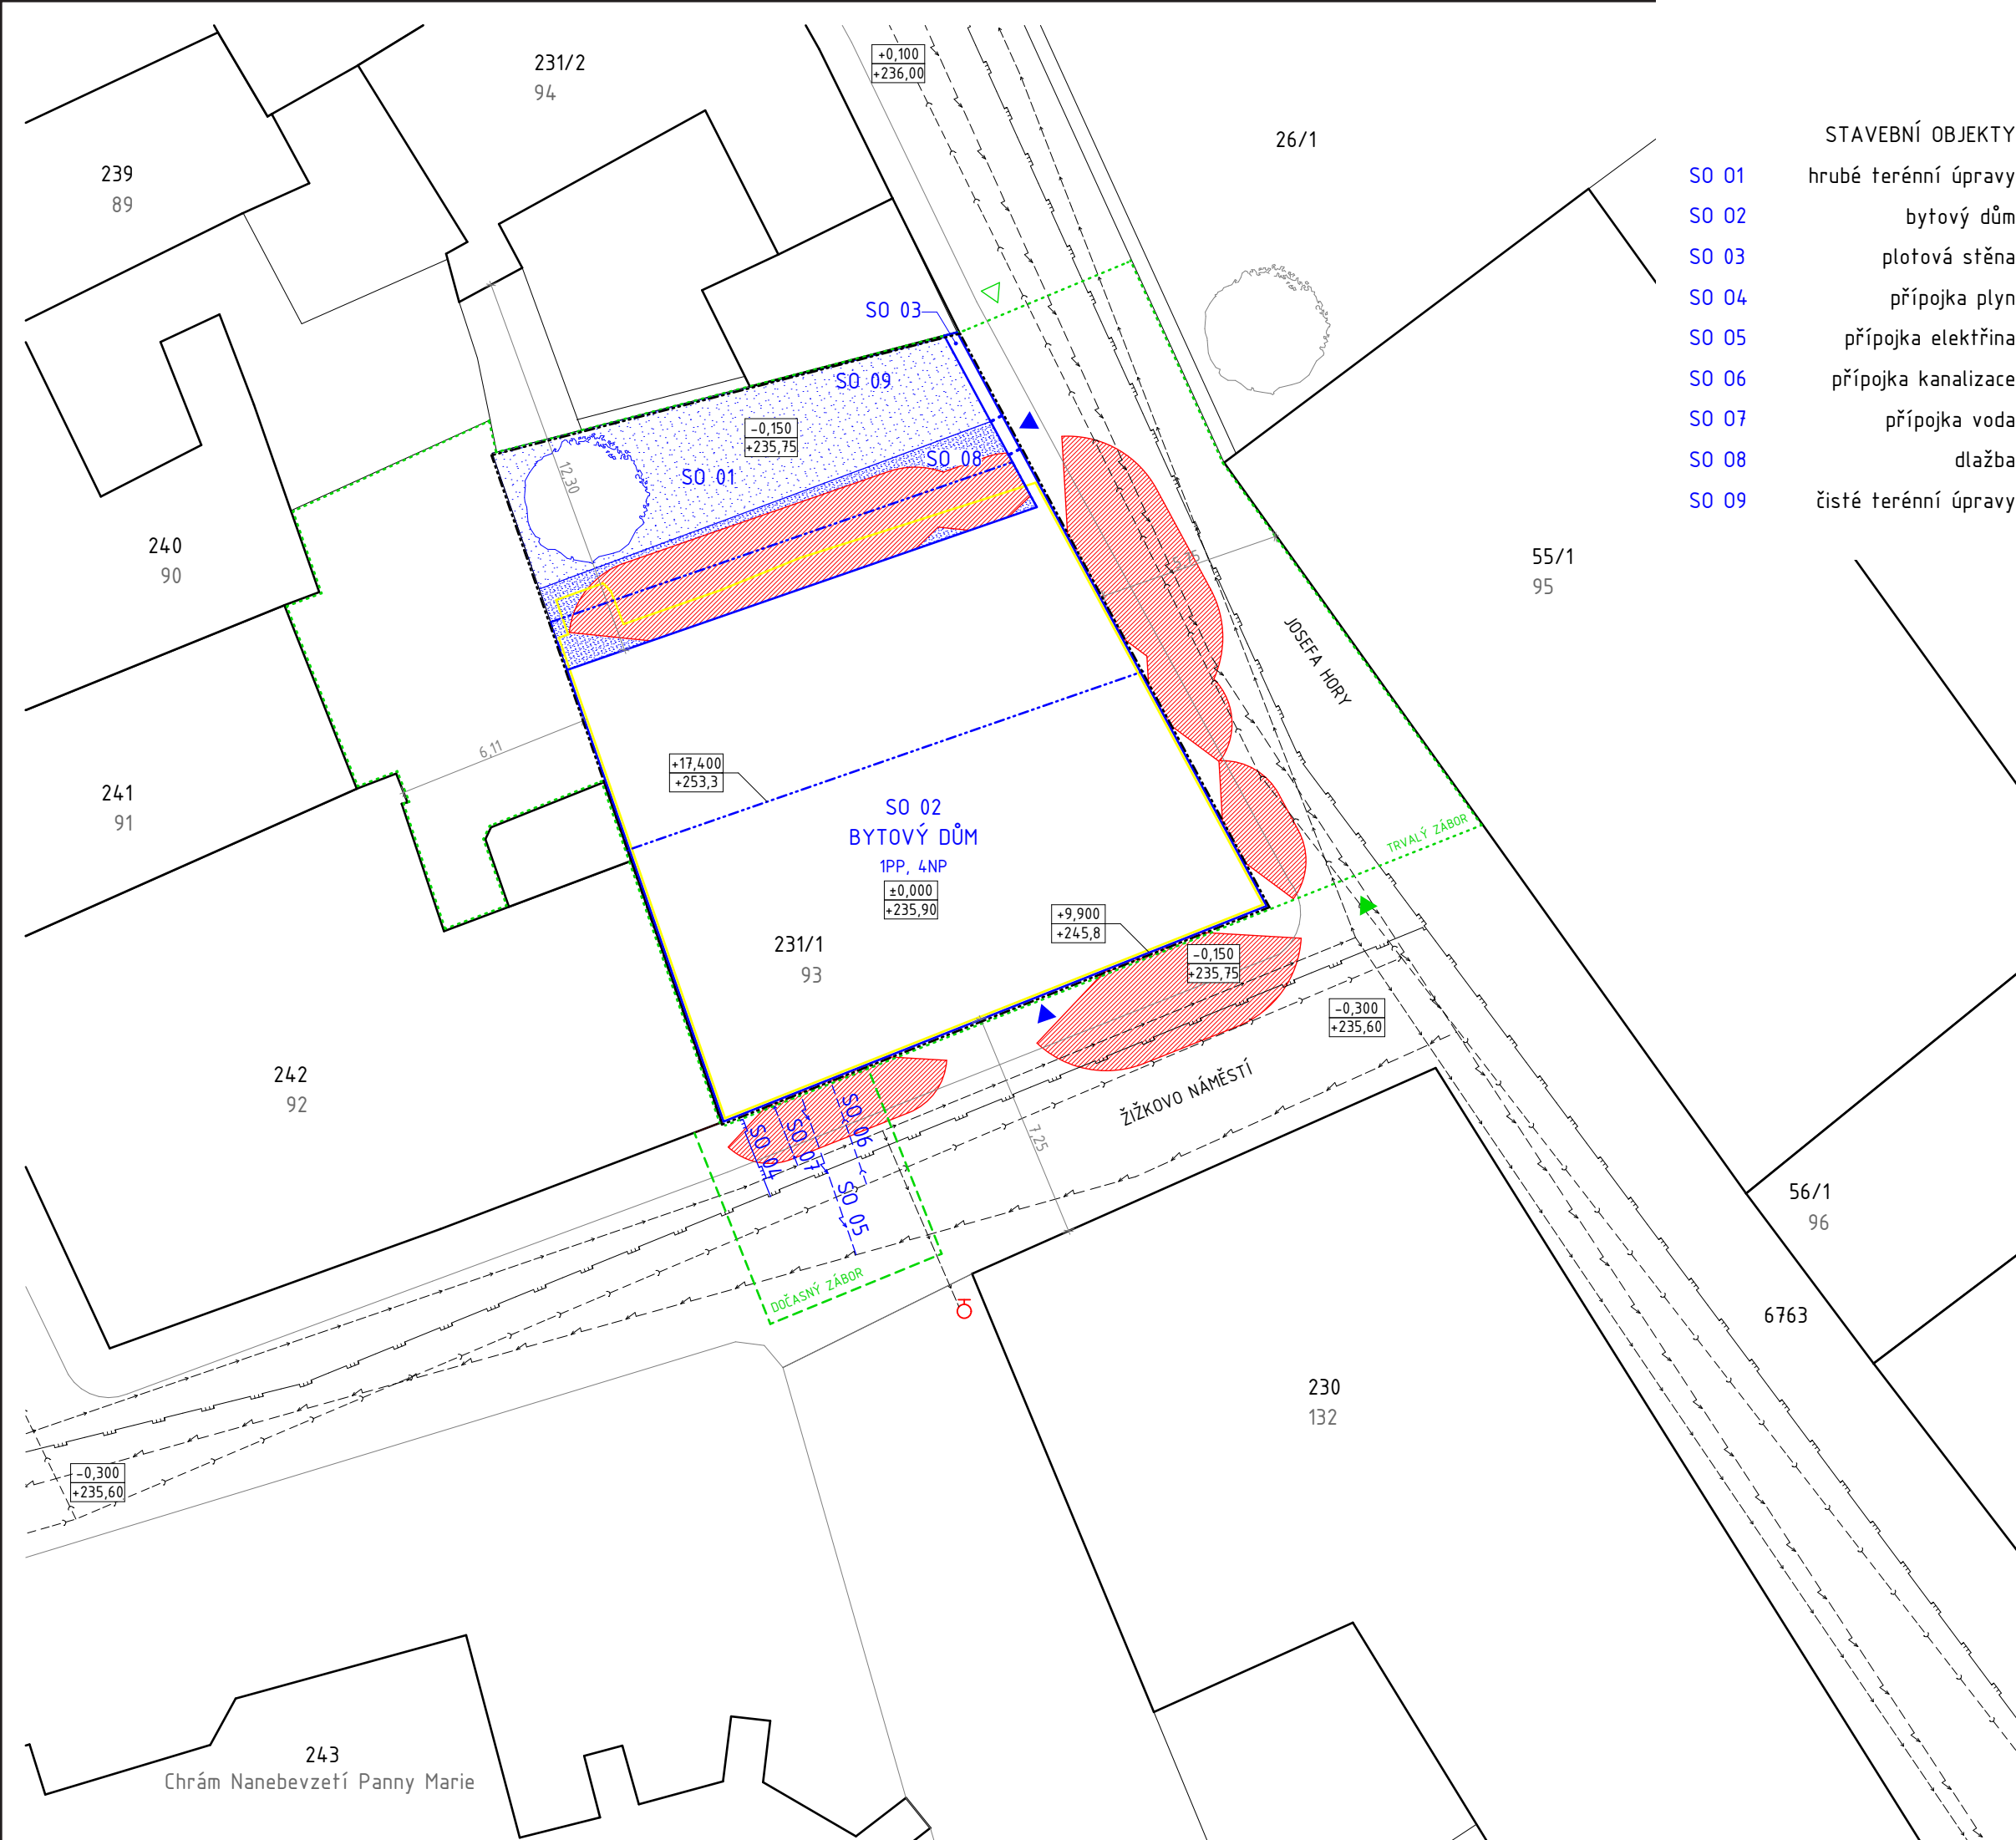 231/2
94
+0,100
+236,00
26/1
239
89
STAVEBNÍ OBJEKTY
SO 01 hrubé terénní úpravy
SO 02 bytový dům
SO 03 plotová stěna
SO 04 přípojka plyn
SO 05 přípojka elektřina
SO 06 přípojka kanalizace
SO 07 přípojka voda
SO 08 dlažba
SO 09 čisté terénní úpravy
SO 03
SO 09
-0,150
+235,75
SO 08
SO 01
12,30
240
90
55/1
95
JOSEFA HORY
6,11
+17,400
+253,3
241
91
SO 02
BYTOVÝ DŮM
1PP, 4NP
±0,000
+235,90
TRVALÝ ZÁBOR
+9,900
+245,8
231/1
93
-0,150
+235,75
-0,300
+235,60
242
92
ŽIŽKOVO NÁMĚSTÍ
7,25
SO 04
SO 07
SO 06
SO 05
DOČASNÝ ZÁBOR
56/1
96
6763
230
132
-0,300
+235,60
243
Chrám Nanebevzetí Panny Marie